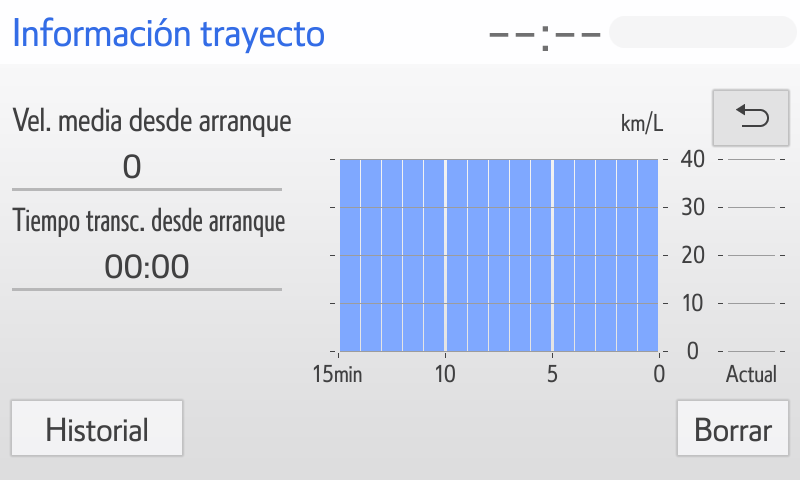 Información trayecto
--:--
Vel. media desde arranque
0
Tiempo transc. desde arranque
00:00
km/L
40
30
20
10
0
15min 10 5 0 Actual
Historial
Borrar